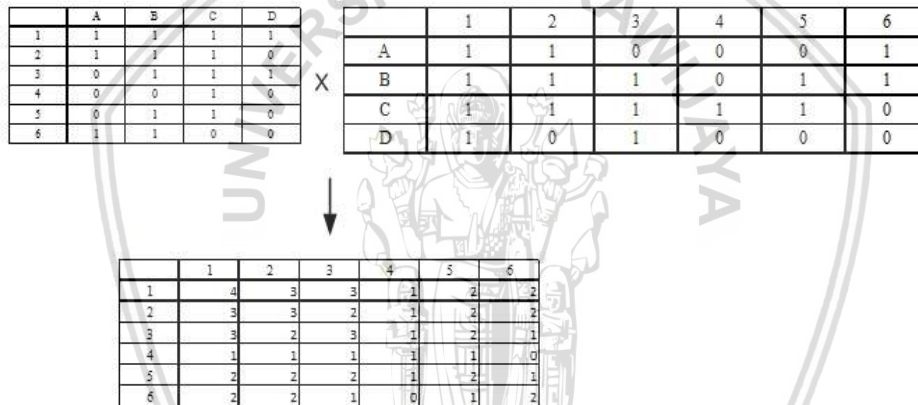 A B C D
1 1 1 1 1
2 1 1 1 0
3 0 1 1 1
4 0 0 1 0
5 0 1 1 0
6 1 1 0 0
X
1 2 3 4 5 6
A 1 1 0 0 0 1
B 1 1 1 0 1 1
C 1 1 1 1 1 0
D 1 0 1 0 0 0
1 2 3 4 5 6
1 4 3 3 1 2 2
2 3 3 2 1 2 2
3 3 2 3 1 2 1
4 1 1 1 1 1 0
5 2 2 2 1 2 1
6 2 2 1 0 1 2